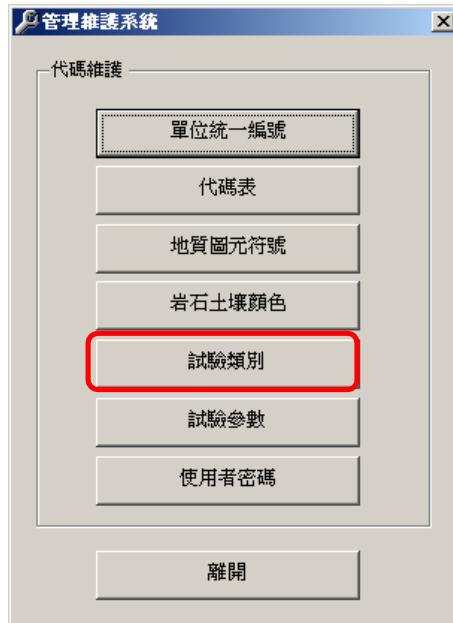 管理維護系統
代碼維護
單位統一編號
代碼表
地質圖元符號
岩石土壤顏色
試驗類別
試驗參數
使用者密碼
離開